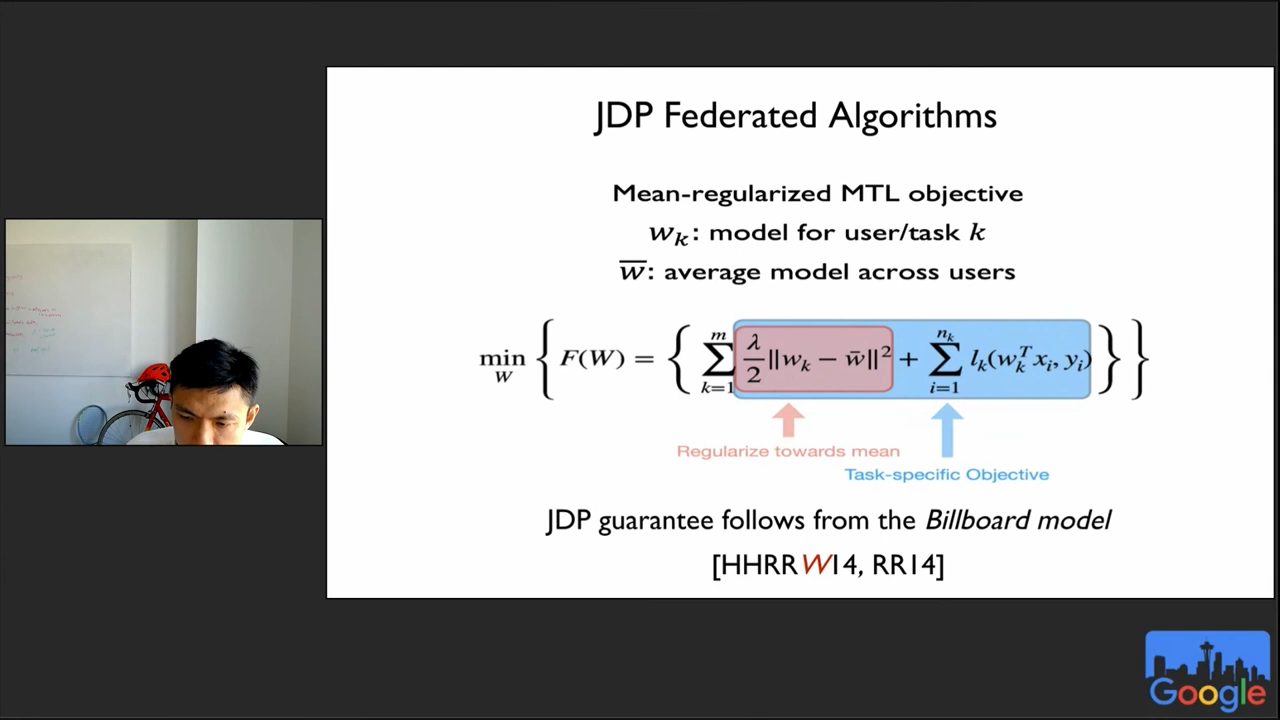 JDP Federated Algorithms
Mean-regularized MTL objective
w_k : model for user/task k
w̅: average model across users
min_W { F(W) = { ∑_{k=1}^{m} λ/2 ||w_k − w̄||² + ∑_{i=1}^{n_k} l_k(w_k^T x_i, y_i) } }
Regularize towards mean
Task-specific Objective
JDP guarantee follows from the Billboard model
[HHRRW14, RR14]
Google